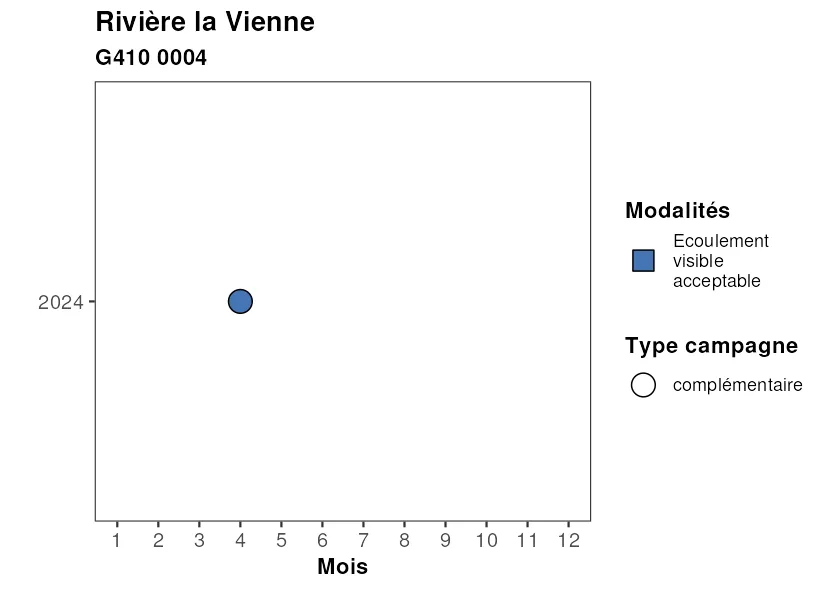 Rivière la Vienne
G410 0004
2024
1 2 3 4 5 6 7 8 9 10 11 12
Mois
Modalités
Ecoulement
visible
acceptable
Type campagne
complémentaire